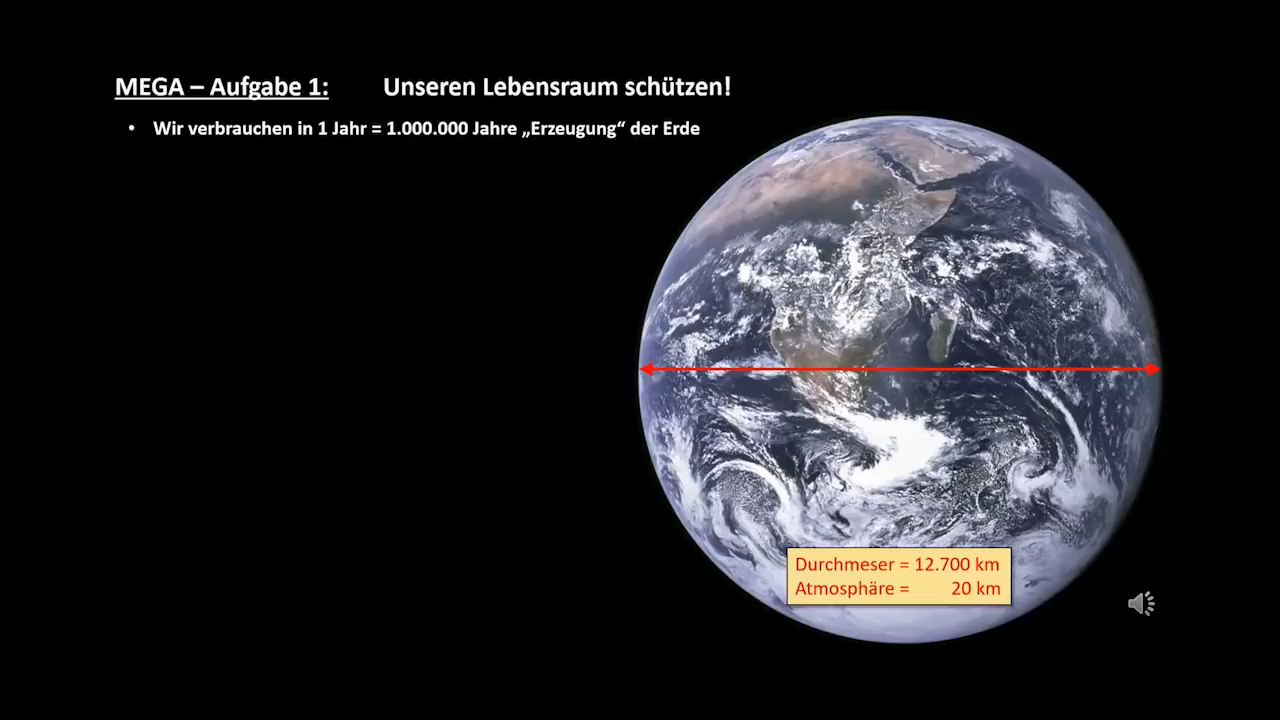 MEGA – Aufgabe 1: Unseren Lebensraum schützen!
• Wir verbrauchen in 1 Jahr = 1.000.000 Jahre „Erzeugung“ der Erde
Durchmeser = 12.700 km
Atmosphäre = 20 km